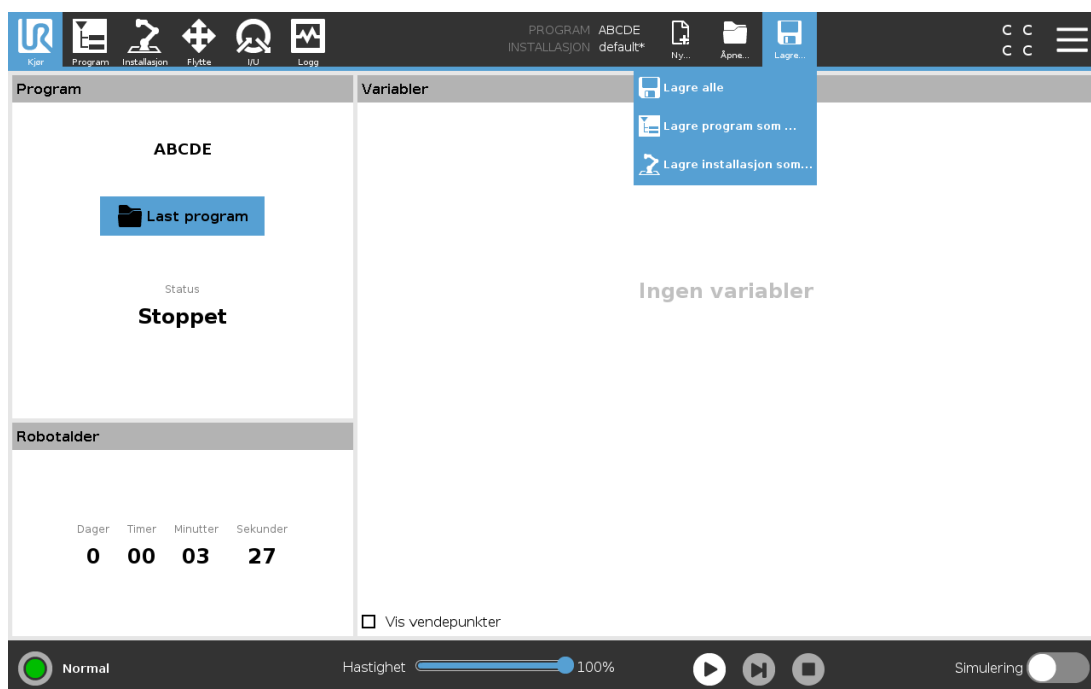 PROGRAM ABCDE
INSTALLASJON default*
C C
C C
Kjør Program Installasjon Flytte I/U Logg Ny... Åpne... Lagre...
Program
Variabler
Lagre alle
Lagre program som ...
Lagre installasjon som...
ABCDE
Last program
Status
Stoppet
Ingen variabler
Robotalder
Dager Timer Minutter Sekunder
0 00 03 27
Vis vendepunkter
Normal
Hastighet 100%
Simulering